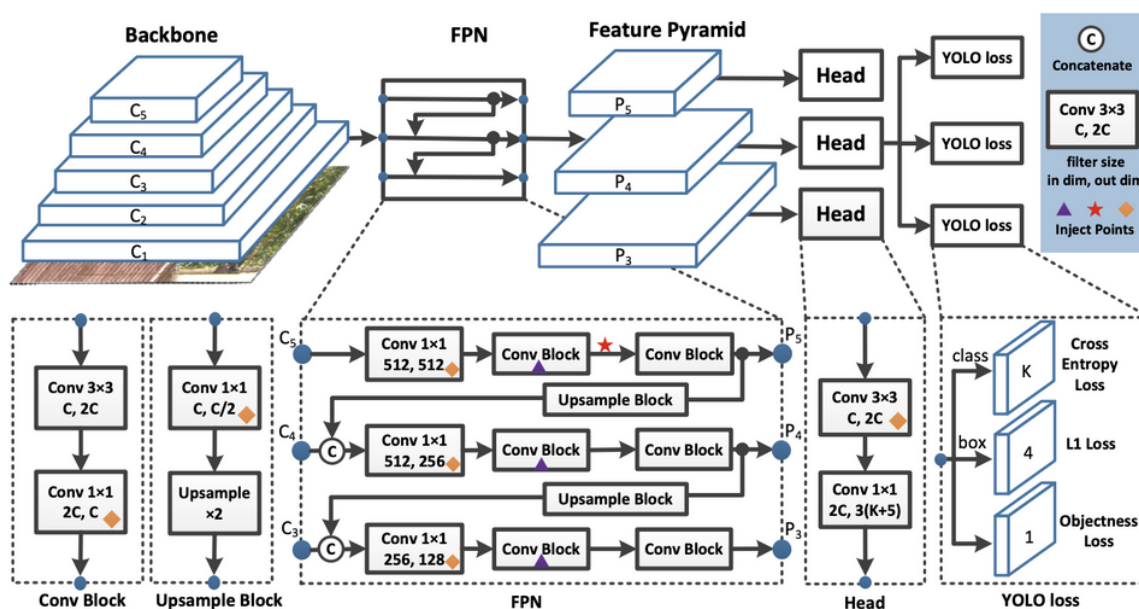 Backbone
FPN
Feature Pyramid
C5
C4
C3
C2
C1
P5
P4
P3
Head
Head
Head
YOLO loss
YOLO loss
YOLO loss
C
Concatenate
Conv 3×3
C, 2C
filter size
in dim, out dim
Inject Points
Conv 3×3
C, 2C
Conv 1×1
2C, C
Conv Block
Conv 1×1
C, C/2
Upsample
×2
Upsample Block
C5
Conv 1×1
512, 512
Conv Block
Conv Block
P5
Upsample Block
C4
C
Conv 1×1
512, 256
Conv Block
Conv Block
P4
Upsample Block
C3
C
Conv 1×1
256, 128
Conv Block
Conv Block
P3
FPN
Conv 3×3
C, 2C
Conv 1×1
2C, 3(K+5)
Head
class
K
Cross
Entropy
Loss
box
4
L1 Loss
1
Objectness
Loss
YOLO loss